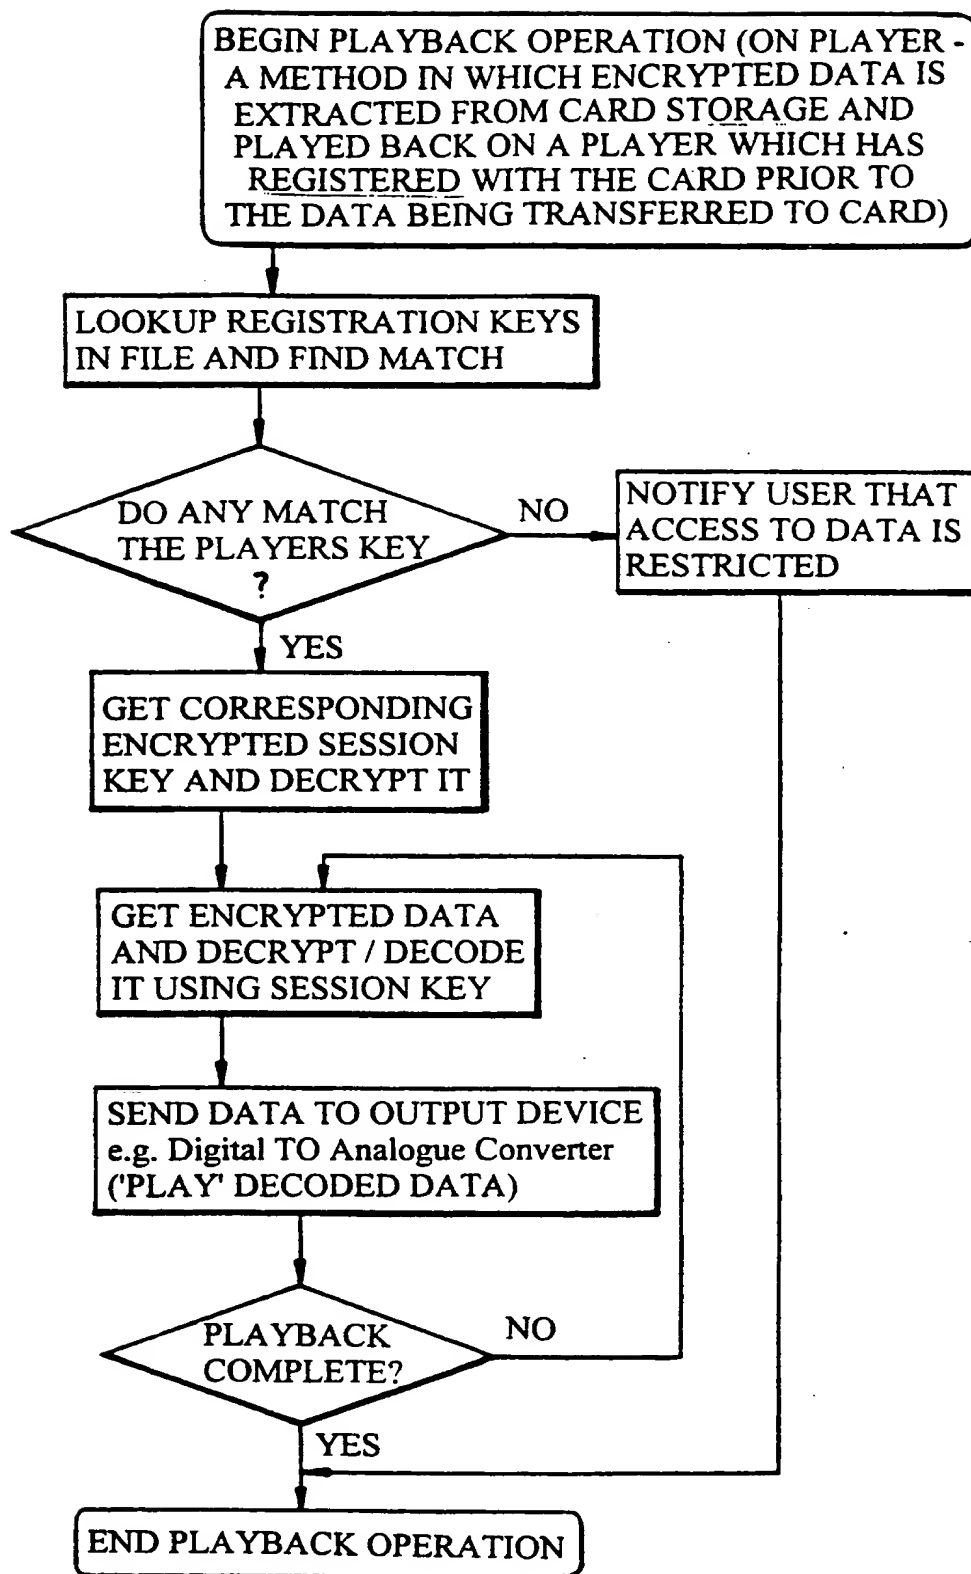 BEGIN PLAYBACK OPERATION (ON PLAYER -
A METHOD IN WHICH ENCRYPTED DATA IS
EXTRACTED FROM CARD STORAGE AND
PLAYED BACK ON A PLAYER WHICH HAS
REGISTERED WITH THE CARD PRIOR TO
THE DATA BEING TRANSFERRED TO CARD)
LOOKUP REGISTRATION KEYS
IN FILE AND FIND MATCH
DO ANY MATCH
THE PLAYERS KEY
?
NO
NOTIFY USER THAT
ACCESS TO DATA IS
RESTRICTED
YES
GET CORRESPONDING
ENCRYPTED SESSION
KEY AND DECRYPT IT
GET ENCRYPTED DATA
AND DECRYPT / DECODE
IT USING SESSION KEY
SEND DATA TO OUTPUT DEVICE
e.g. Digital TO Analogue Converter
('PLAY' DECODED DATA)
PLAYBACK
COMPLETE?
NO
YES
END PLAYBACK OPERATION